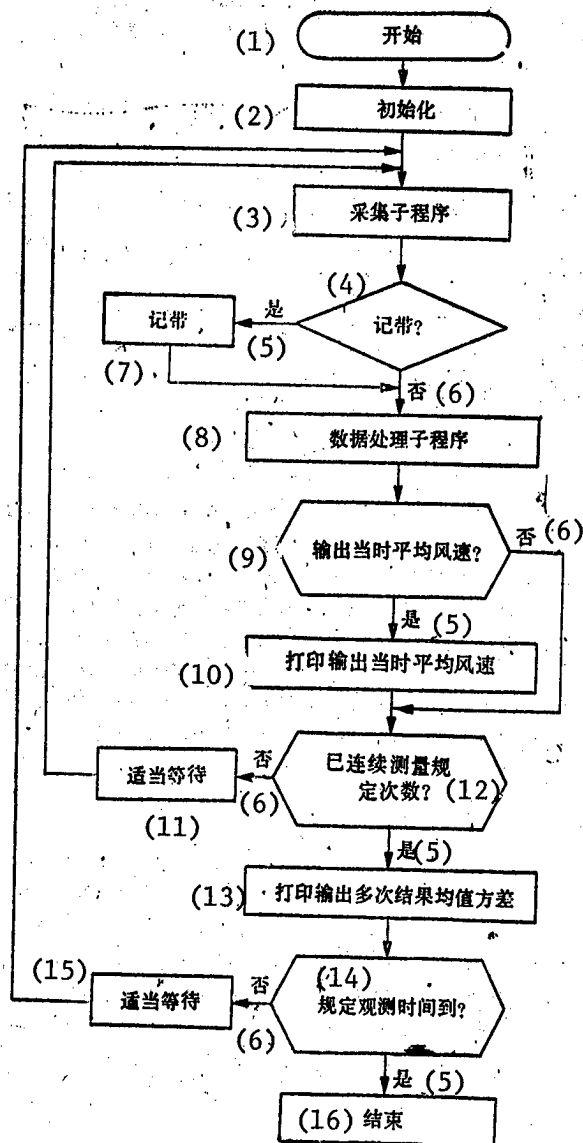 (1) 开始
(2) 初始化
(3) 采集子程序
(4)
记带?
是
(5)
记带
(7)
否 (6)
(8) 数据处理子程序
(9) 输出当时平均风速?
否 (6)
是 (5)
(10) 打印输出当时平均风速
已连续测量规
定次数? (12)
否
(6)
适当等待
(11)
是(5)
(13) 打印输出多次结果均值方差
(14)
规定观测时间到?
否
(6)
(15)
适当等待
是 (5)
(16) 结束